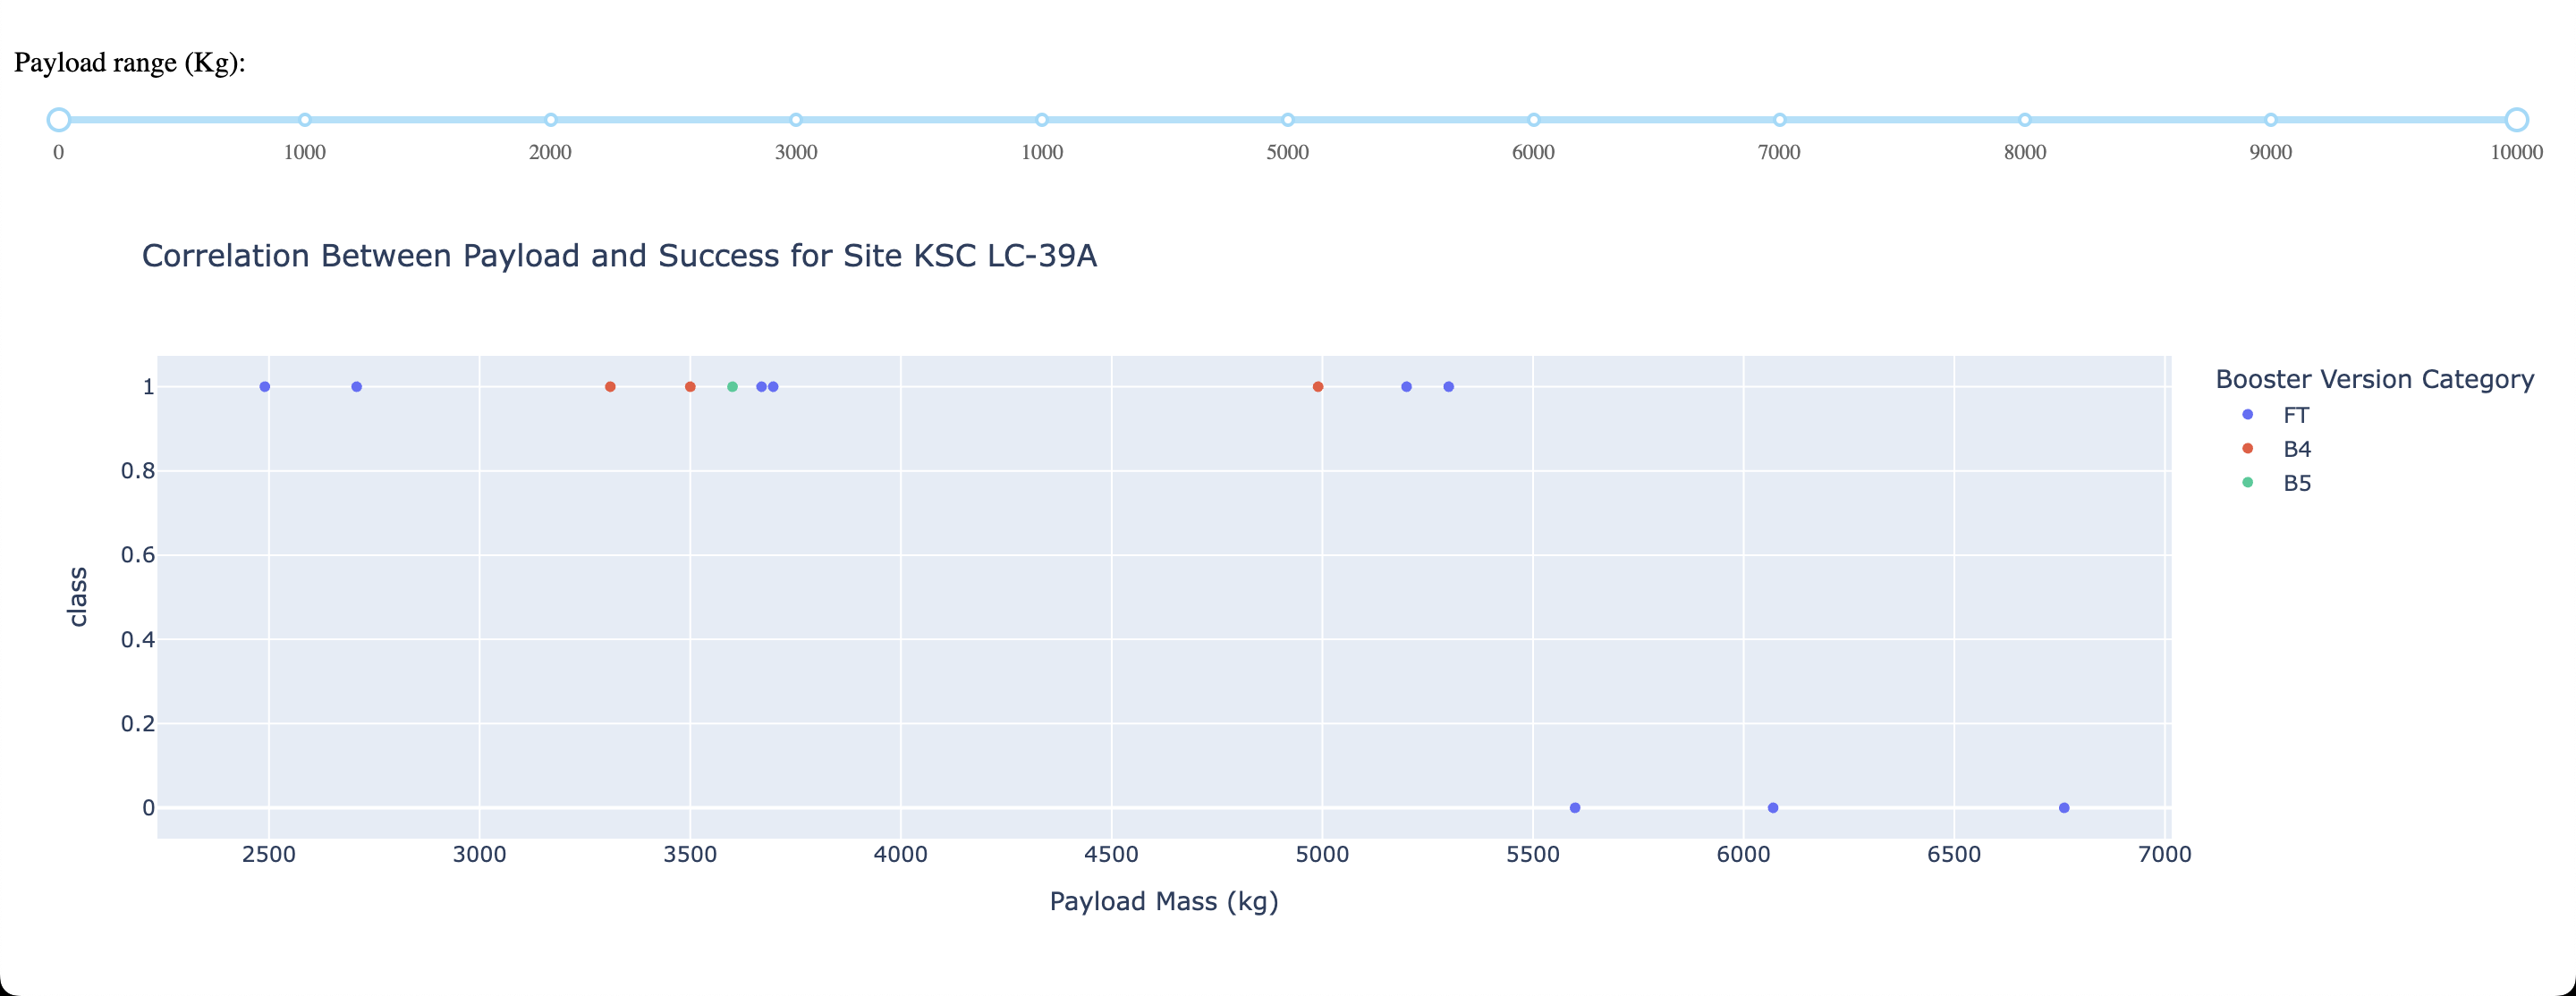 Payload range (Kg):
0 1000 2000 3000 1000 5000 6000 7000 8000 9000 10000
Correlation Between Payload and Success for Site KSC LC-39A
Booster Version Category
FT
B4
B5
1
0.8
0.6
0.4
0.2
0
class
2500 3000 3500 4000 4500 5000 5500 6000 6500 7000
Payload Mass (kg)